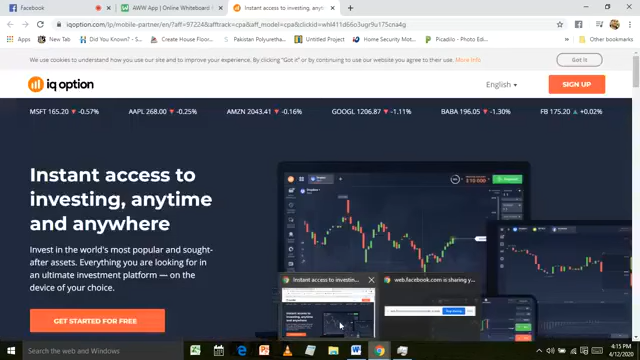 Facebook
AWW App | Online Whiteboard
Instant access to investing, any
iqoption.com/lp/mobile-partner/en/?aff=97224&afftrack=cpa&aff_model=cpa&clickid=whl411d66o3ugr9u175cna4g
Apps
Nitro
Did You Known? - S
Create House Floor
Improve your Experi
Untitled Project
Home Security Mot
Picadilo - Photo Edi
Other bookmarks
We use cookies to understand how you use our site and to improve your experience. By clicking "Got it" or by continuing to use our website you agree to their use. More Info
Got it
iq option
English
SIGN UP
MSFT 165.20 -0.57%
AAPL 268.00 -0.25%
AMZN 2043.41 -0.16%
GOOGL 1206.87 -1.11%
BABA 196.05 -1.30%
FB 175.20 +0.02%
Instant access to
investing, anytime
and anywhere
Invest in the world's most popular and sought-
after assets. Everything you are looking for
in an ultimate investment platform — on the
device of your choice.
GET STARTED FOR FREE
Instant access to investin...
web.facebook.com is sharing y...
Search the web and Windows
4:15 PM
4/12/2020